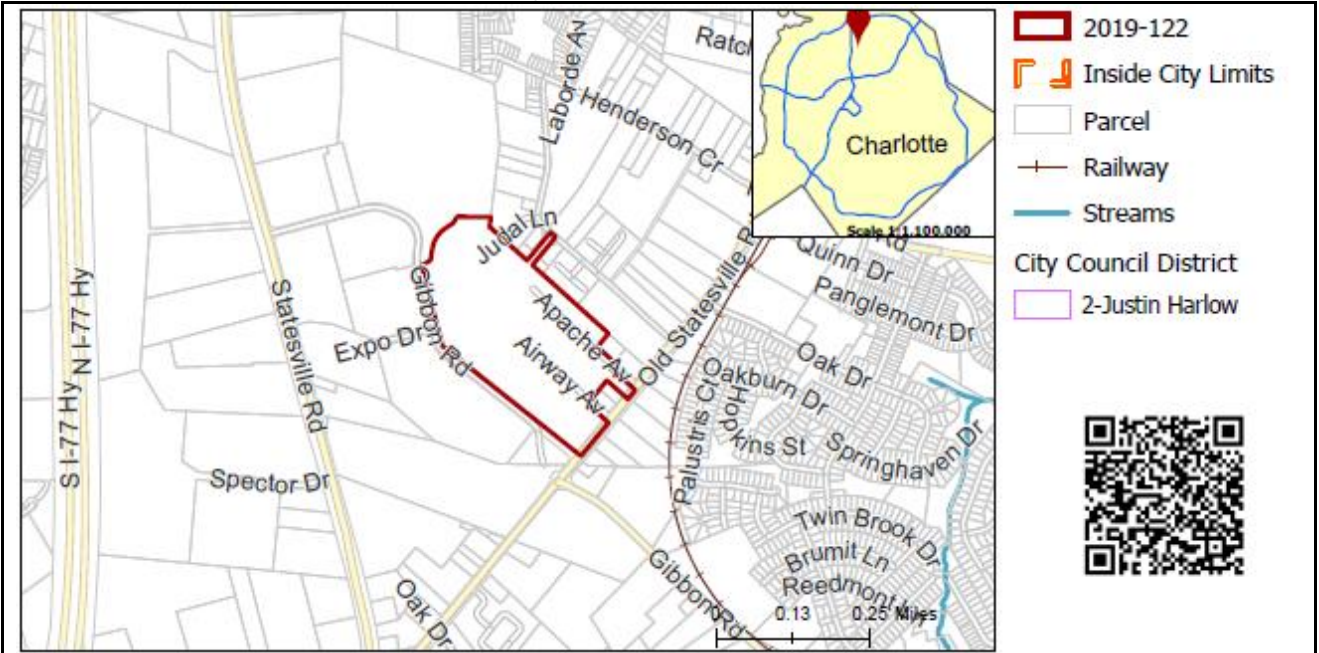 Ratcl
Laborde Av
Henderson Cr
Charlotte
Scale 1:1,100,000
Rd
Judal Ln
Quinn Dr
Panglemont Dr
Gibbon Rd
Apache Av
Old Statesville R
Airway Av
Expo Dr
Statesville Rd
S I-77 Hy
N I-77 Hy
Oak Dr
Oakburn Dr
Palustris Ct
Hopkins St
Springhaven Dr
Spector Dr
Twin Brook Dr
Brumit Ln
Reedmont Ln
Gibbon Rd
Oak Dr
0.13
0.25 Miles
2019-122
Inside City Limits
Parcel
Railway
Streams
City Council District
2-Justin Harlow